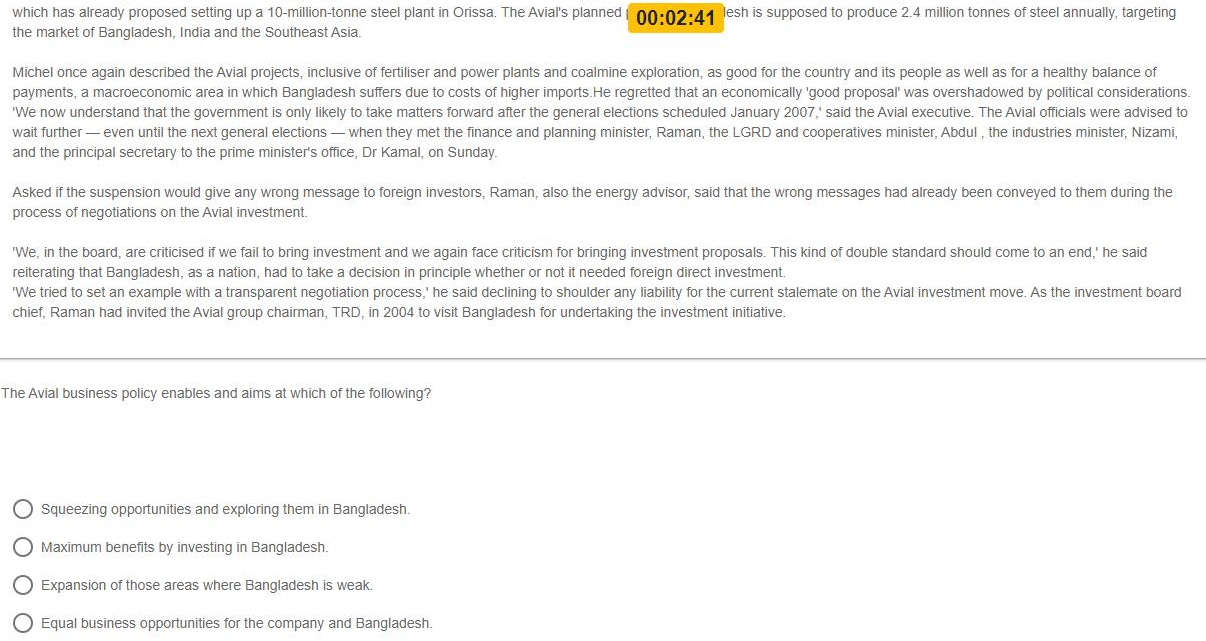 which has already proposed setting up a 10-million-tonne steel plant in Orissa. The Avial's planned 00:02:41 lesh is supposed to produce 2.4 million tonnes of steel annually, targeting
the market of Bangladesh, India and the Southeast Asia.
Michel once again described the Avial projects, inclusive of fertiliser and power plants and coalmine exploration, as good for the country and its people as well as for a healthy balance of
payments, a macroeconomic area in which Bangladesh suffers due to costs of higher imports.He regretted that an economically 'good proposal' was overshadowed by political considerations.
'We now understand that the government is only likely to take matters forward after the general elections scheduled January 2007,' said the Avial executive. The Avial officials were advised to
wait further — even until the next general elections — when they met the finance and planning minister, Raman, the LGRD and cooperatives minister, Abdul , the industries minister, Nizami,
and the principal secretary to the prime minister's office, Dr Kamal, on Sunday.
Asked if the suspension would give any wrong message to foreign investors, Raman, also the energy advisor, said that the wrong messages had already been conveyed to them during the
process of negotiations on the Avial investment.
'We, in the board, are criticised if we fail to bring investment and we again face criticism for bringing investment proposals. This kind of double standard should come to an end,' he said
reiterating that Bangladesh, as a nation, had to take a decision in principle whether or not it needed foreign direct investment.
'We tried to set an example with a transparent negotiation process,' he said declining to shoulder any liability for the current stalemate on the Avial investment move. As the investment board
chief, Raman had invited the Avial group chairman, TRD, in 2004 to visit Bangladesh for undertaking the investment initiative.
The Avial business policy enables and aims at which of the following?
Squeezing opportunities and exploring them in Bangladesh.
Maximum benefits by investing in Bangladesh.
Expansion of those areas where Bangladesh is weak.
Equal business opportunities for the company and Bangladesh.